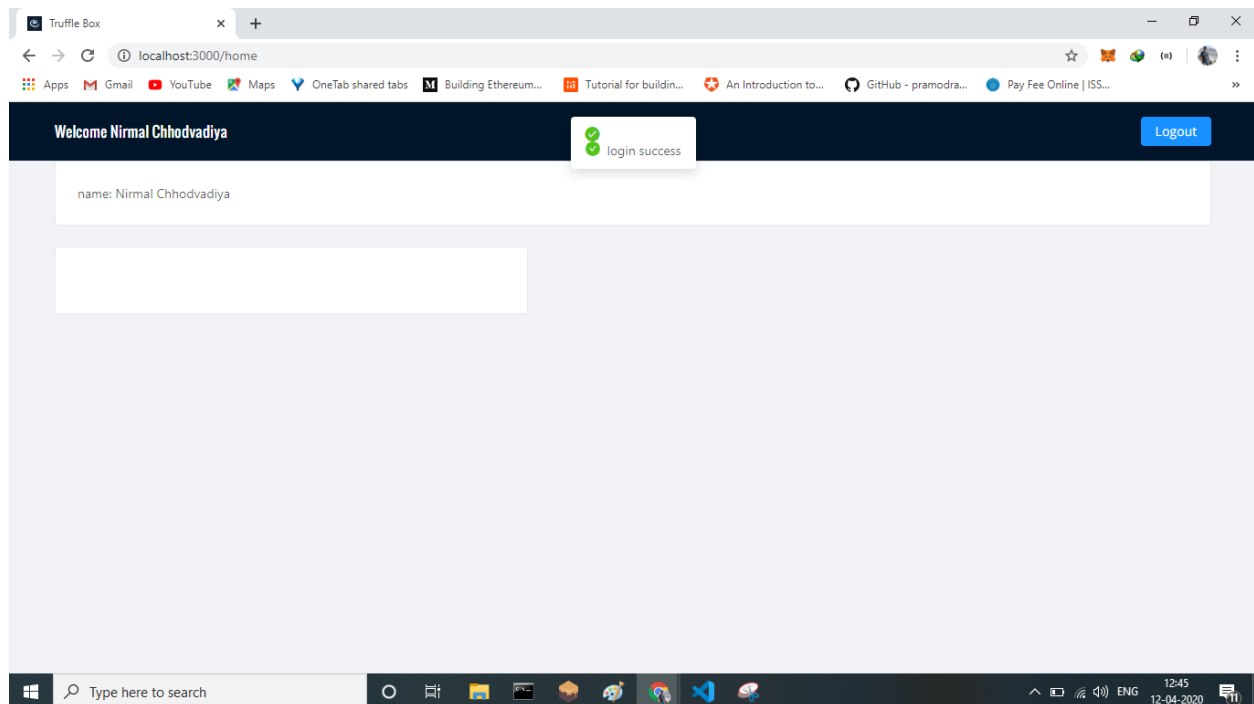 Truffle Box
localhost:3000/home
Apps Gmail YouTube Maps OneTab shared tabs Building Ethereum... Tutorial for buildin... An Introduction to... GitHub - pramodra... Pay Fee Online | ISS... »
Welcome Nirmal Chhodvadiya
login success
Logout
name: Nirmal Chhodvadiya
Type here to search
ENG
12:45
12-04-2020
11